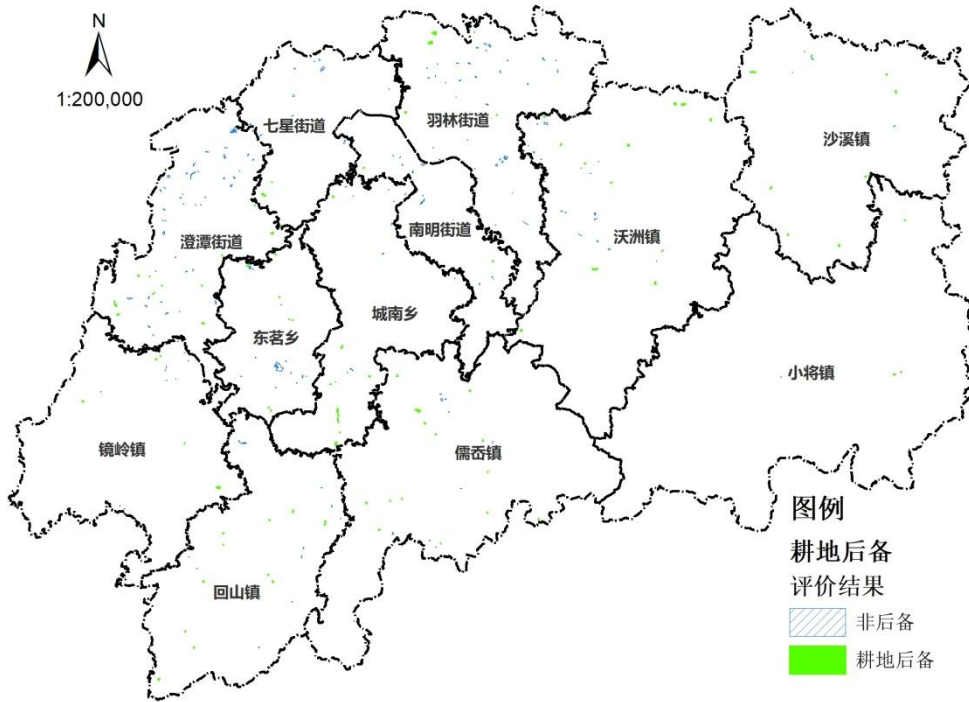 N
1:200,000
七星街道
羽林街道
沙溪镇
澄潭街道
南明街道
沃洲镇
东茗乡
城南乡
小将镇
镜岭镇
儒岙镇
回山镇
图例
耕地后备
评价结果
非后备
耕地后备